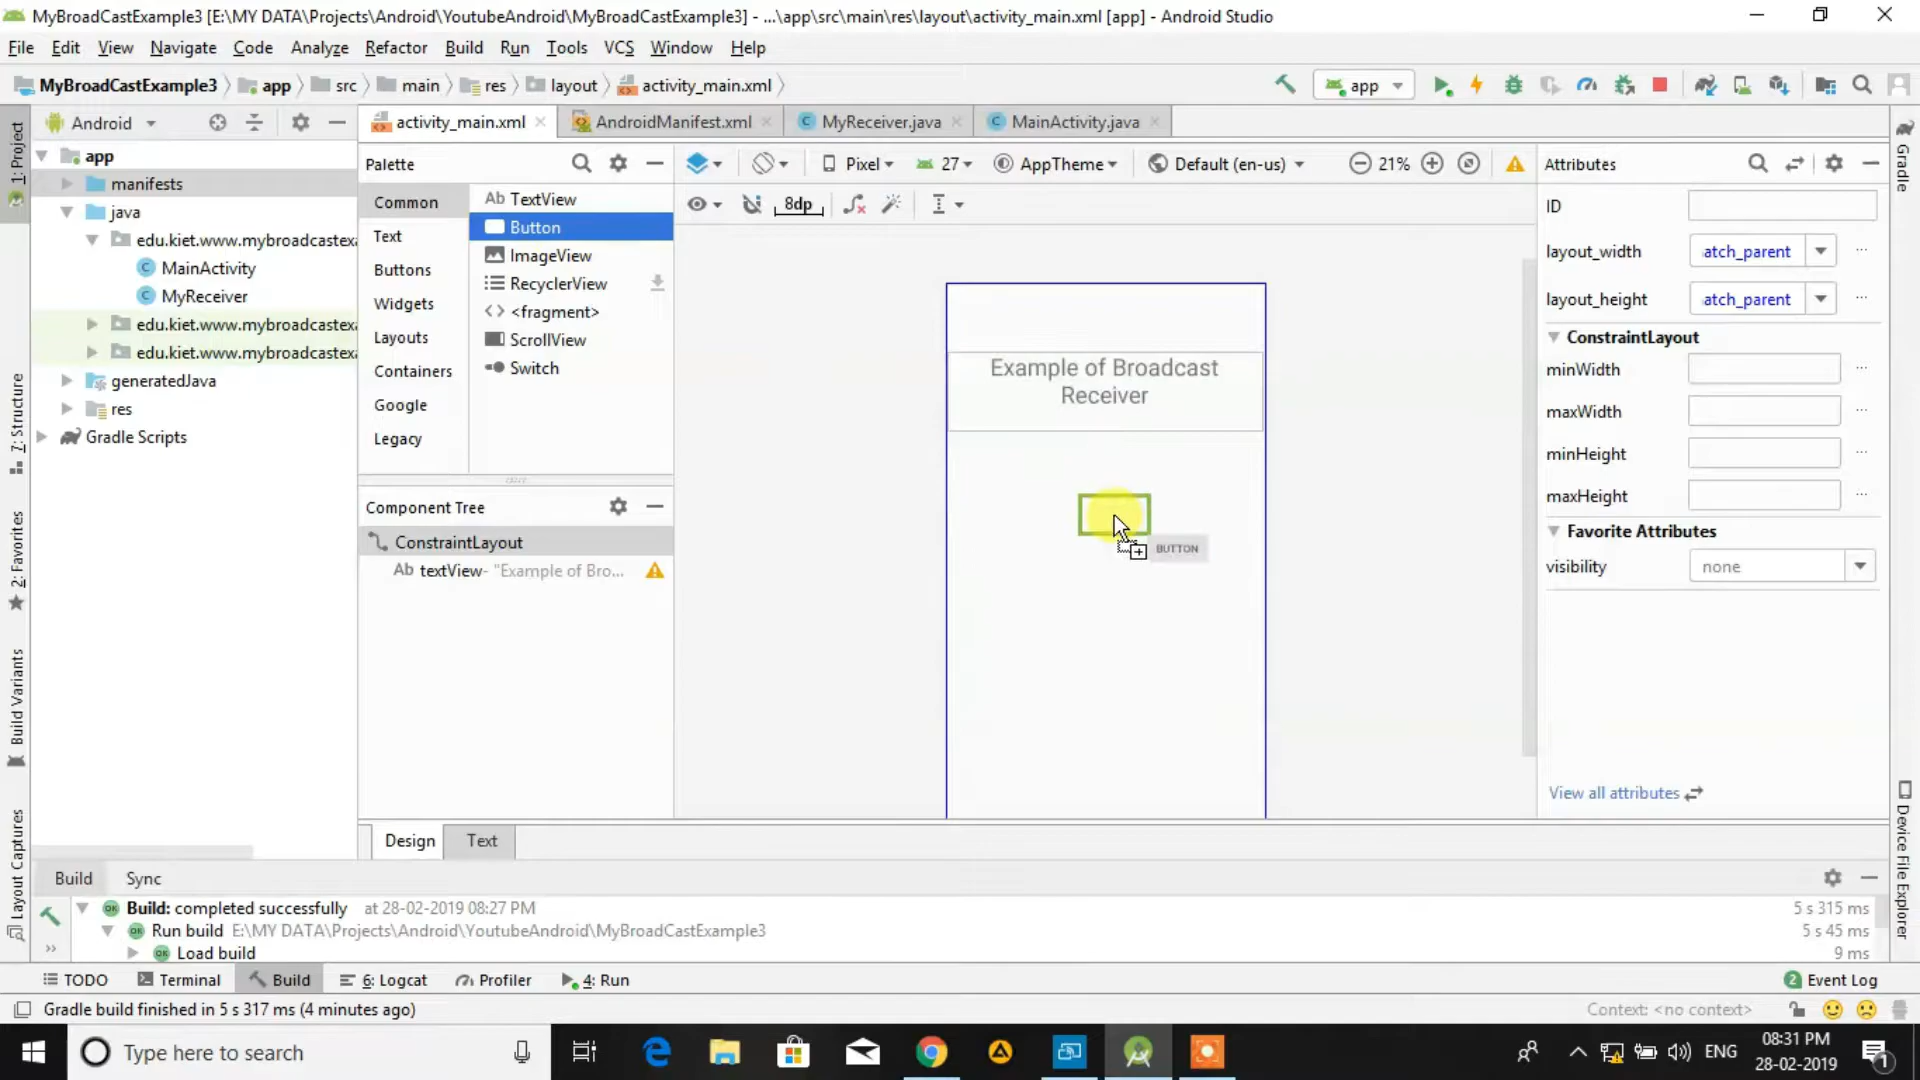 MyBroadCastExample3 [E:\MY DATA\Projects\Android\YoutubeAndroid\MyBroadCastExample3] - ...\app\src\main\res\layout\activity_main.xml [app] - Android Studio
File Edit View Navigate Code Analyze Refactor Build Run Tools VCS Window Help
MyBroadCastExample3 app src main res layout activity_main.xml
app
1: Project
7: Structure
2: Favorites
Build Variants
Layout Captures
Android
activity_main.xml AndroidManifest.xml MyReceiver.java MainActivity.java
app
manifests
java
edu.kiet.www.mybroadcastexa
MainActivity
MyReceiver
edu.kiet.www.mybroadcastexa
edu.kiet.www.mybroadcastexa
generatedJava
res
Gradle Scripts
Palette
Common
Text
Buttons
Widgets
Layouts
Containers
Google
Legacy
Ab TextView
Button
ImageView
RecyclerView
<> <fragment>
ScrollView
Switch
Component Tree
ConstraintLayout
Ab textView- "Example of Bro...
Pixel 27 AppTheme Default (en-us) 21%
8dp
Example of Broadcast
Receiver
BUTTON
Attributes
ID
layout_width atch_parent ...
layout_height atch_parent ...
ConstraintLayout
minWidth ...
maxWidth ...
minHeight ...
maxHeight ...
Favorite Attributes
visibility none
View all attributes
Gradle
Device File Explorer
Design Text
Build Sync
Build: completed successfully at 28-02-2019 08:27 PM 5 s 315 ms
Run build E:\MY DATA\Projects\Android\YoutubeAndroid\MyBroadCastExample3 5 s 45 ms
Load build 9 ms
TODO Terminal Build 6: Logcat Profiler 4: Run 2 Event Log
Gradle build finished in 5 s 317 ms (4 minutes ago) Context: <no context>
Type here to search
ENG
08:31 PM
28-02-2019
1